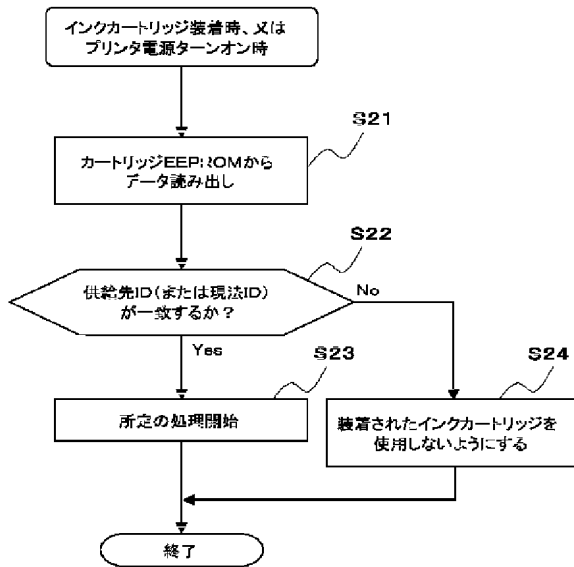 インクカートリッジ装着時、又は
プリンタ電源ターンオン時
S21
カートリッジEEPROMから
データ読み出し
S22
供給先ID(または現法ID)
が一致するか?
No
Yes
S23
S24
所定の処理開始
装着されたインクカートリッジを
使用しないようにする
終了